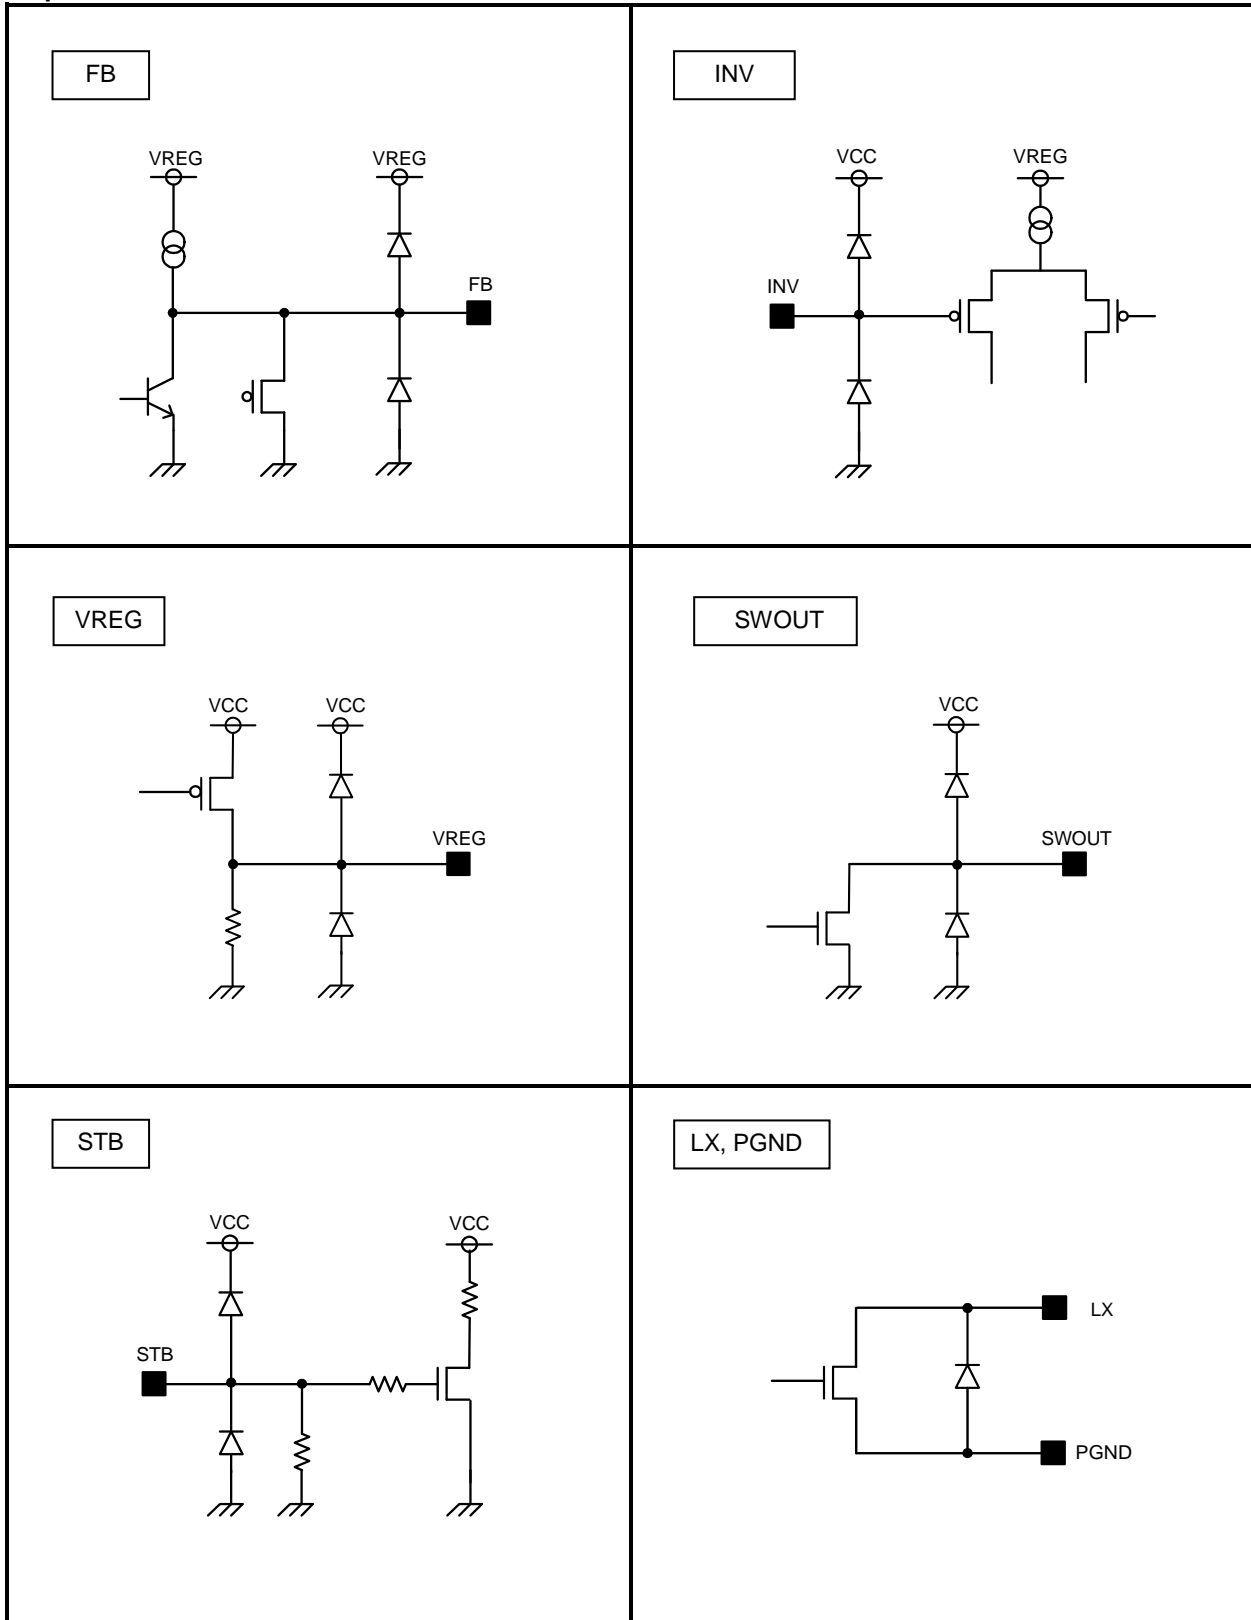 FB
VREG
VREG
FB
INV
VCC
VREG
INV
VREG
VCC
VCC
VREG
SWOUT
VCC
SWOUT
STB
VCC
VCC
STB
LX, PGND
LX
PGND